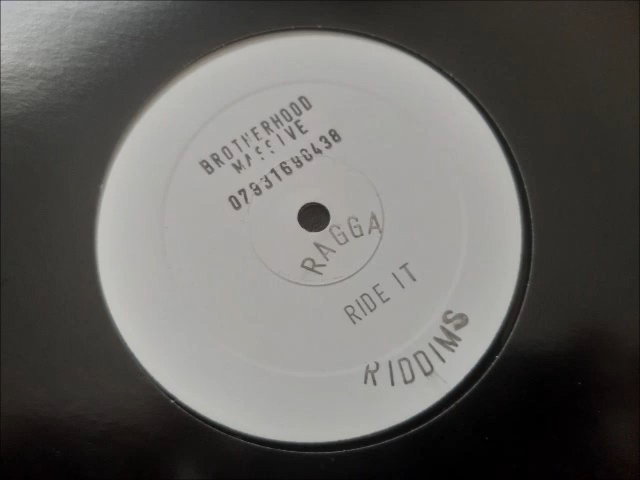 BROTHERHOOD
MASSIVE
07931690438
RAGGA
RIDE IT
RIDDIMS